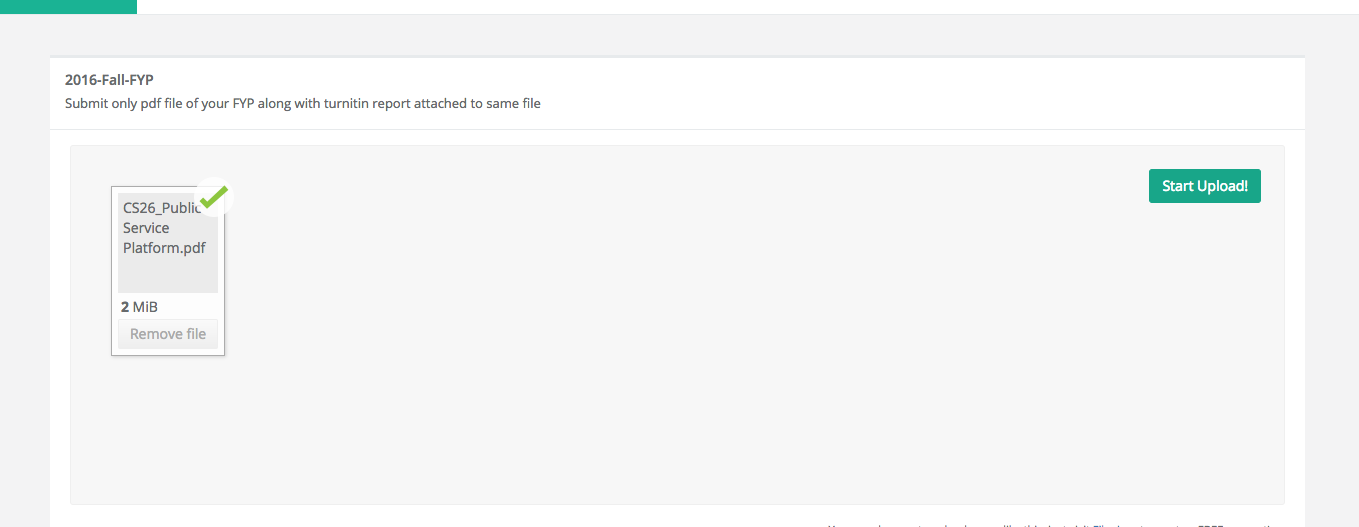 2016-Fall-FYP
Submit only pdf file of your FYP along with turnitin report attached to same file
Start Upload!
CS26_Public
Service
Platform.pdf
2 MiB
Remove file